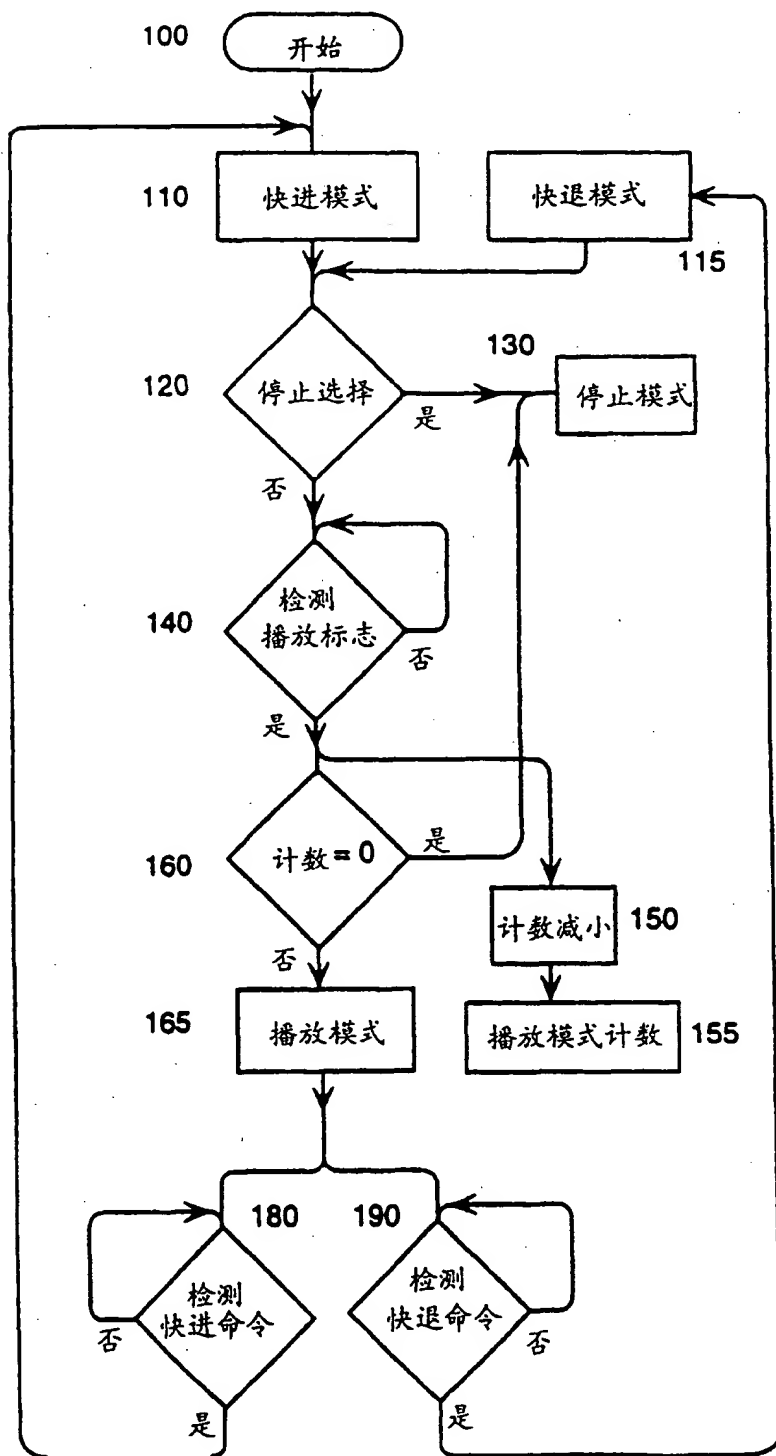 100
开始
110
快进模式
快退模式
115
120
停止选择
是
130
停止模式
否
140
检测
播放标志
否
是
160
计数=0
是
计数减小
150
否
165
播放模式
播放模式计数
155
180
190
检测
快进命令
否
是
检测
快退命令
否
是